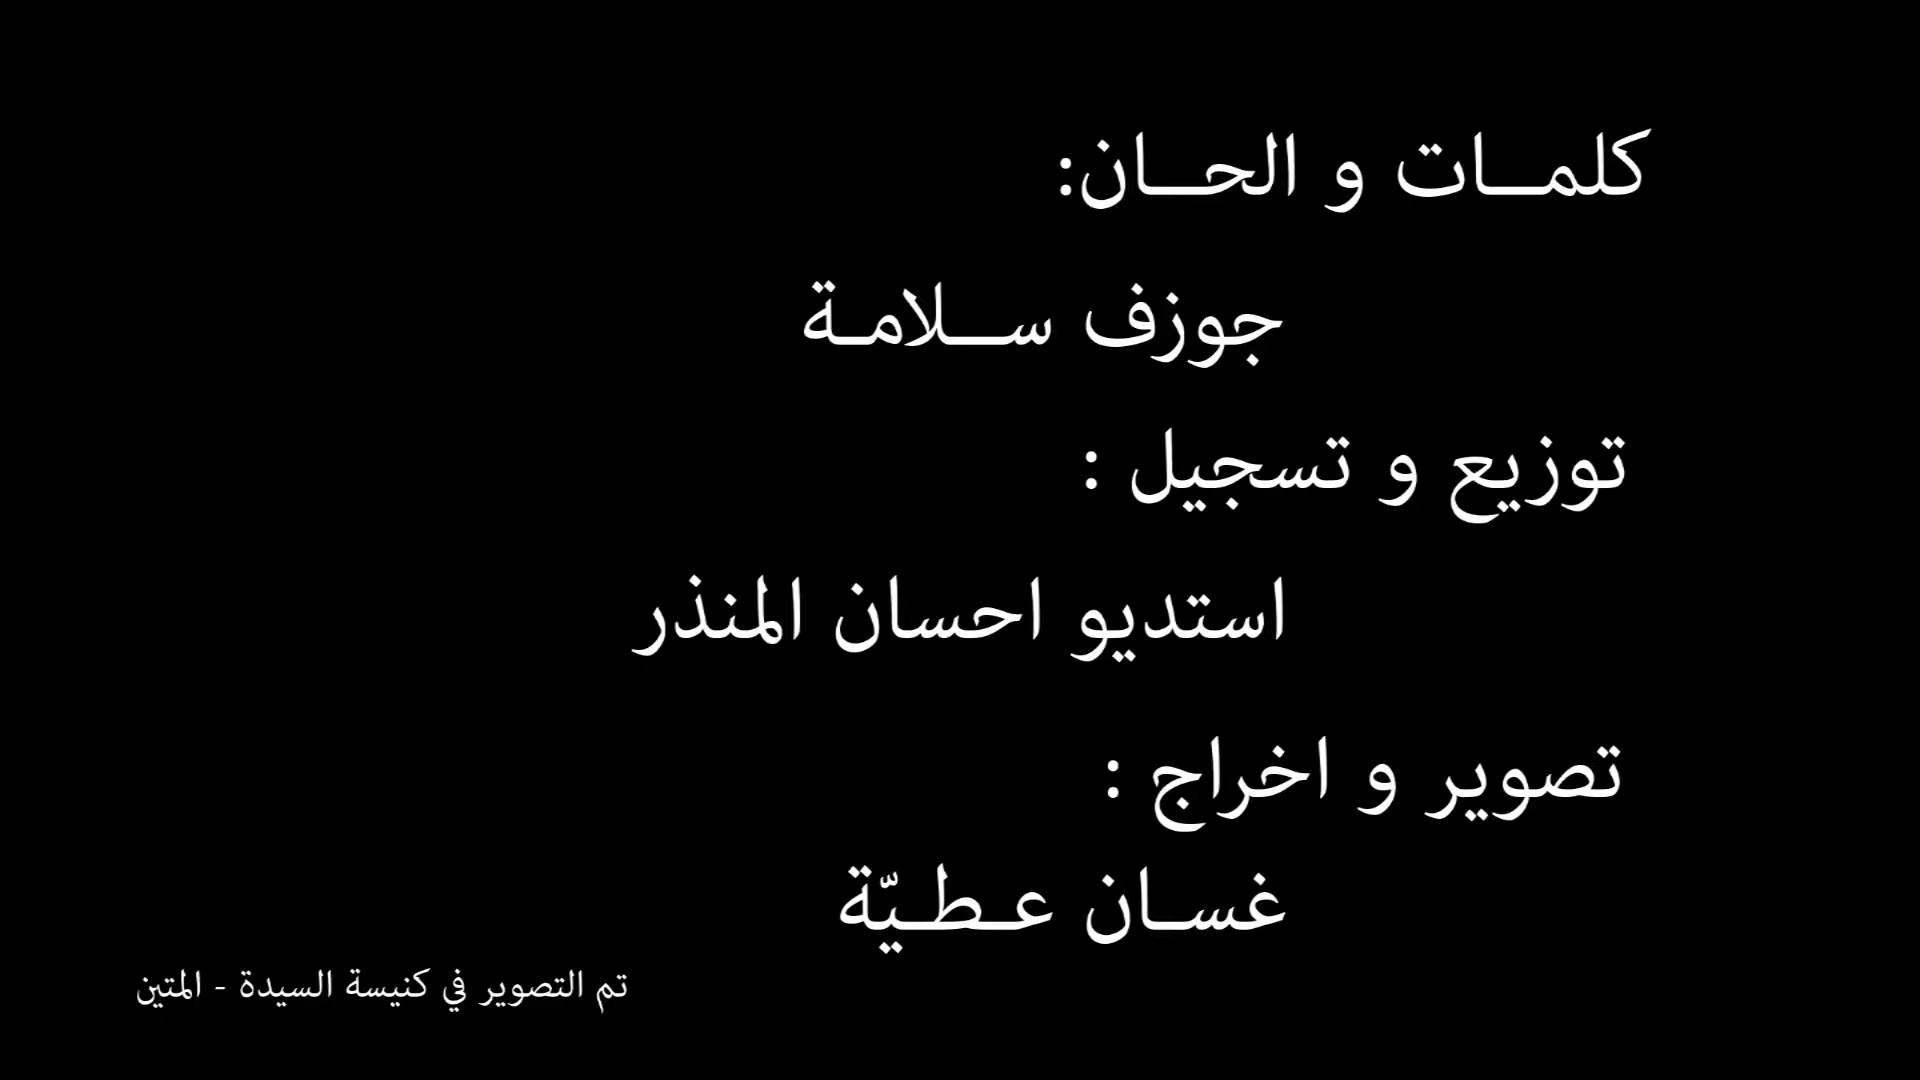 كلمــات و الحــان:
جوزف ســلامـة
توزيع و تسجيل :
استديو احسان المنذر
تصوير و اخراج :
غسـان عـطـيّة
تم التصوير في كنيسة السيدة - المتين